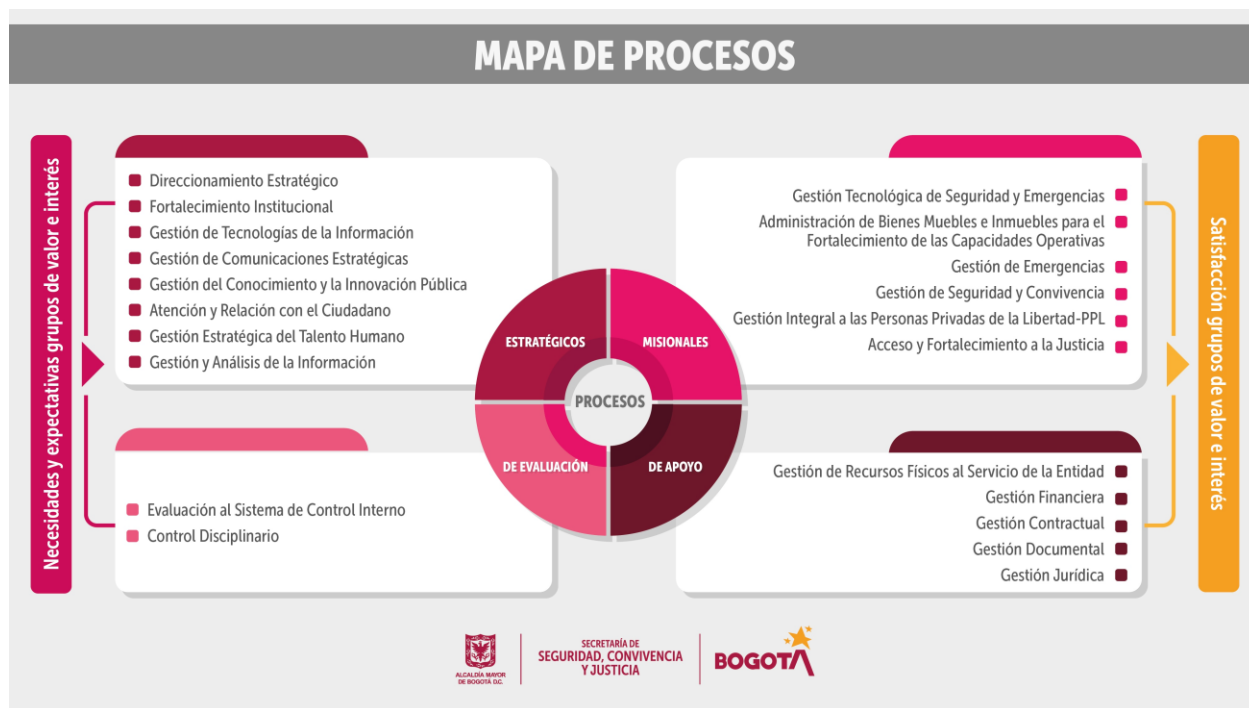 MAPA DE PROCESOS
Necesidades y expectativas grupos de valor e interés
Direccionamiento Estratégico
Fortalecimiento Institucional
Gestión de Tecnologías de la Información
Gestión de Comunicaciones Estratégicas
Gestión del Conocimiento y la Innovación Pública
Atención y Relación con el Ciudadano
Gestión Estratégica del Talento Humano
Gestión y Análisis de la Información
Evaluación al Sistema de Control Interno
Control Disciplinario
ESTRATÉGICOS
MISIONALES
PROCESOS
DE EVALUACIÓN
DE APOYO
Gestión Tecnológica de Seguridad y Emergencias
Administración de Bienes Muebles e Inmuebles para el
Fortalecimiento de las Capacidades Operativas
Gestión de Emergencias
Gestión de Seguridad y Convivencia
Gestión Integral a las Personas Privadas de la Libertad-PPL
Acceso y Fortalecimiento a la Justicia
Gestión de Recursos Físicos al Servicio de la Entidad
Gestión Financiera
Gestión Contractual
Gestión Documental
Gestión Jurídica
Satisfacción grupos de valor e interés
ALCALDÍA MAYOR
DE BOGOTÁ D.C.
SECRETARÍA DE
SEGURIDAD, CONVIVENCIA
Y JUSTICIA
BOGOTÁ